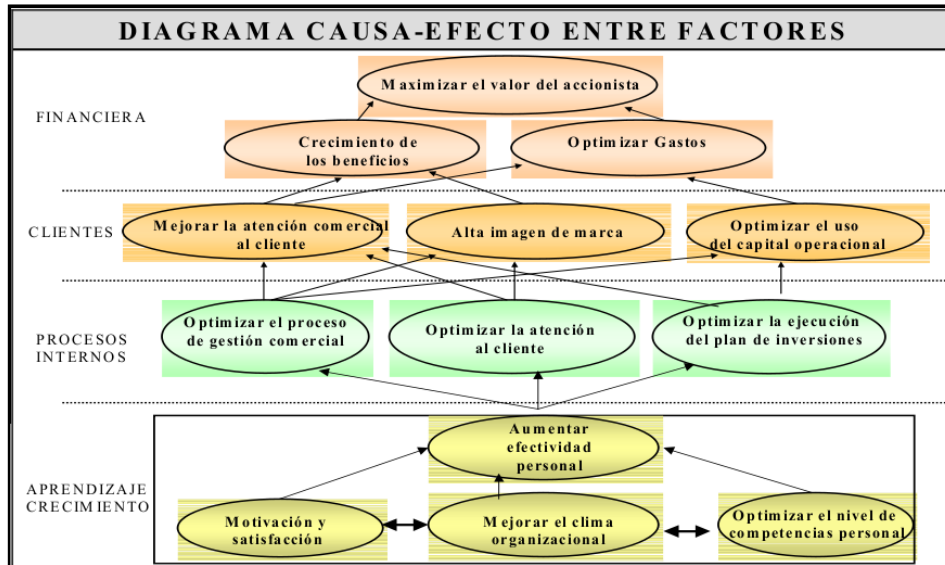 DIAGRAMA CAUSA-EFECTO ENTRE FACTORES
FINANCIERA
Maximizar el valor del accionista
Crecimiento de
los beneficios
Optimizar Gastos
CLIENTES
Mejorar la atención comercial
al cliente
Alta imagen de marca
Optimizar el uso
del capital operacional
PROCESOS
INTERNOS
Optimizar el proceso
de gestión comercial
Optimizar la atención
al cliente
Optimizar la ejecución
del plan de inversiones
APRENDIZAJE
CRECIMIENTO
Aumentar
efectividad
personal
Motivación y
satisfacción
Mejorar el clima
organizacional
Optimizar el nivel de
competencias personal